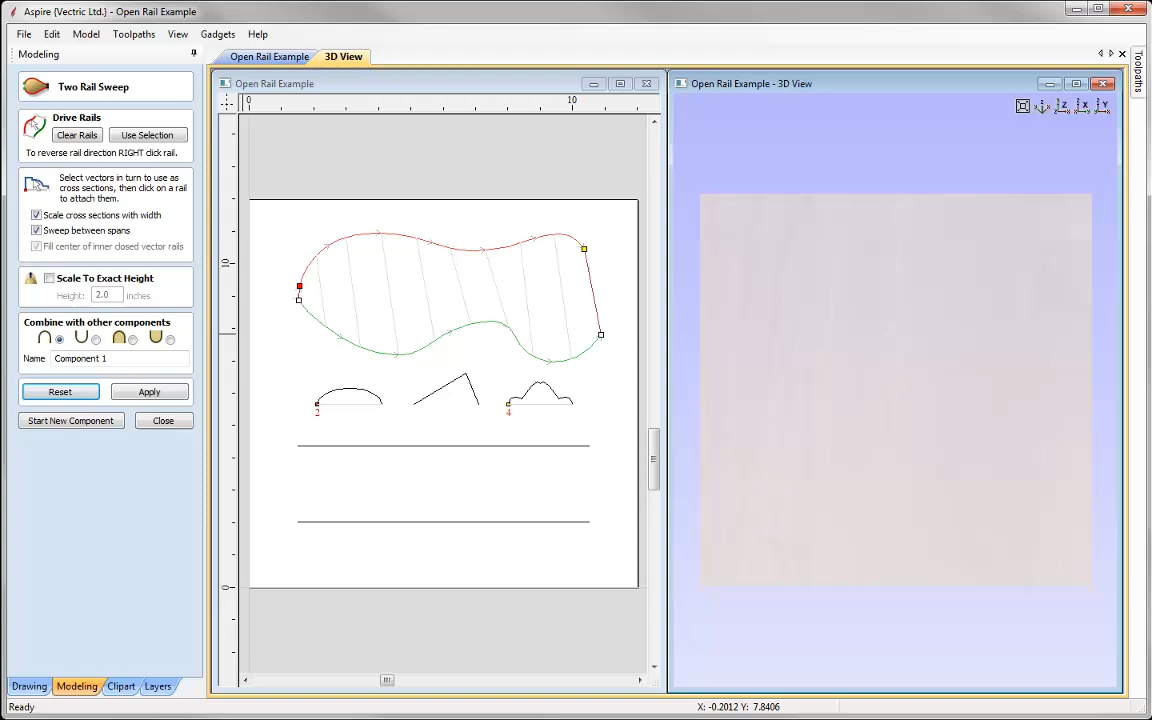 Aspire {Vectric Ltd.} - Open Rail Example
File Edit Model Toolpaths View Gadgets Help
Modeling
Open Rail Example 3D View
Toolpaths
Two Rail Sweep
Drive Rails
Clear Rails Use Selection
To reverse rail direction RIGHT click rail.
Select vectors in turn to use as
cross sections, then click on a rail
to attach them.
Scale cross sections with width
Sweep between spans
Fill center of inner closed vector rails
Scale To Exact Height
Height: 2.0 inches
Combine with other components
Name Component 1
Reset Apply
Start New Component Close
Open Rail Example
0 10
10
0
2 4
Open Rail Example - 3D View
Z X Y
Drawing Modeling Clipart Layers
Ready
X: -0.2012 Y: 7.8406